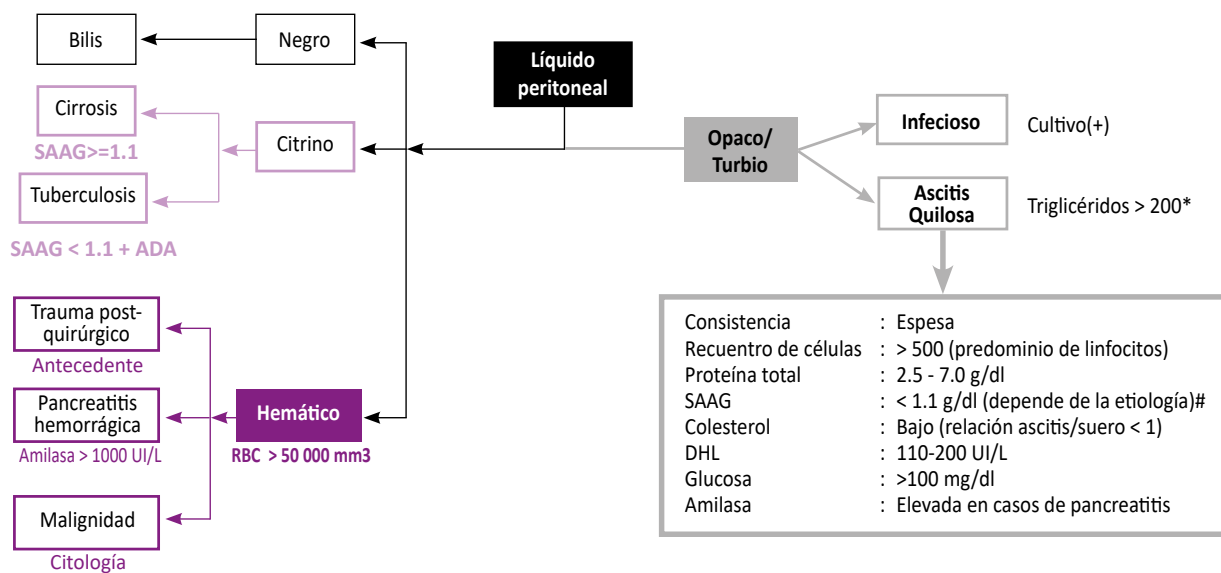 Líquido
peritoneal
Negro
Bilis
Citrino
Cirrosis
SAAG>=1.1
Tuberculosis
SAAG < 1.1 + ADA
Hemático
RBC > 50 000 mm3
Trauma post-
quirúrgico
Antecedente
Pancreatitis
hemorrágica
Amilasa > 1000 UI/L
Malignidad
Citología
Opaco/
Turbio
Infecioso
Cultivo(+)
Ascitis
Quilosa
Triglicéridos > 200*
Consistencia : Espesa
Recuentro de células : > 500 (predominio de linfocitos)
Proteína total : 2.5 - 7.0 g/dl
SAAG : < 1.1 g/dl (depende de la etiología)#
Colesterol : Bajo (relación ascitis/suero < 1)
DHL : 110-200 UI/L
Glucosa : >100 mg/dl
Amilasa : Elevada en casos de pancreatitis